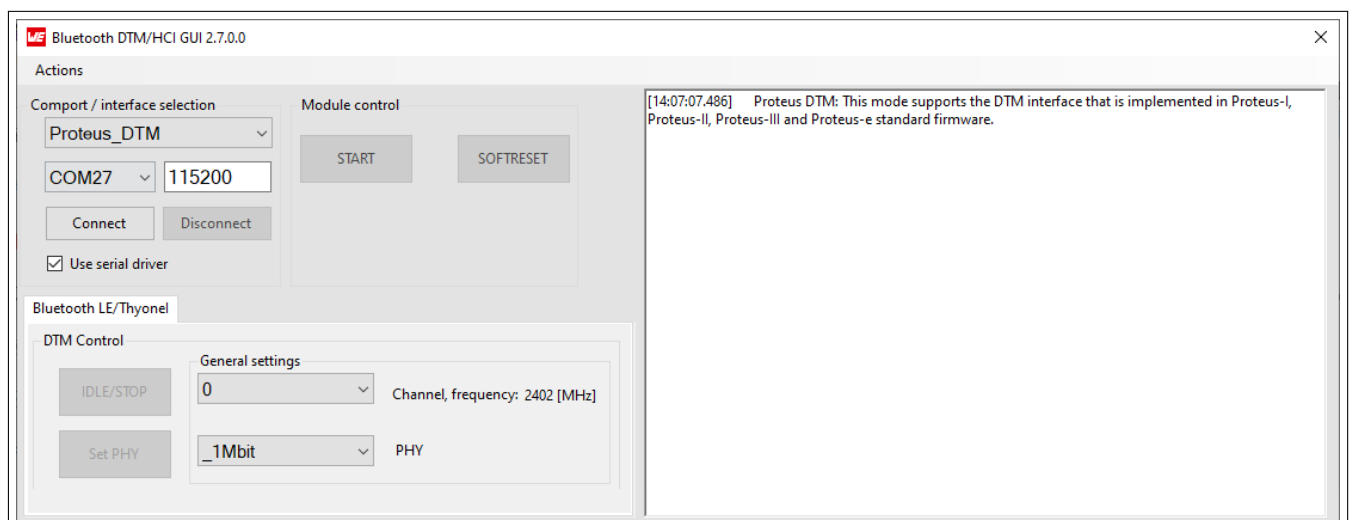 WE Bluetooth DTM/HCI GUI 2.7.0.0
Actions
Comport / interface selection
Proteus_DTM
COM27 115200
Connect Disconnect
Use serial driver
Module control
START SOFTRESET
Bluetooth LE/Thyonel
DTM Control
IDLE/STOP
Set PHY
General settings
0 Channel, frequency: 2402 [MHz]
_1Mbit PHY
[14:07:07.486] Proteus DTM: This mode supports the DTM interface that is implemented in Proteus-I,
Proteus-II, Proteus-III and Proteus-e standard firmware.